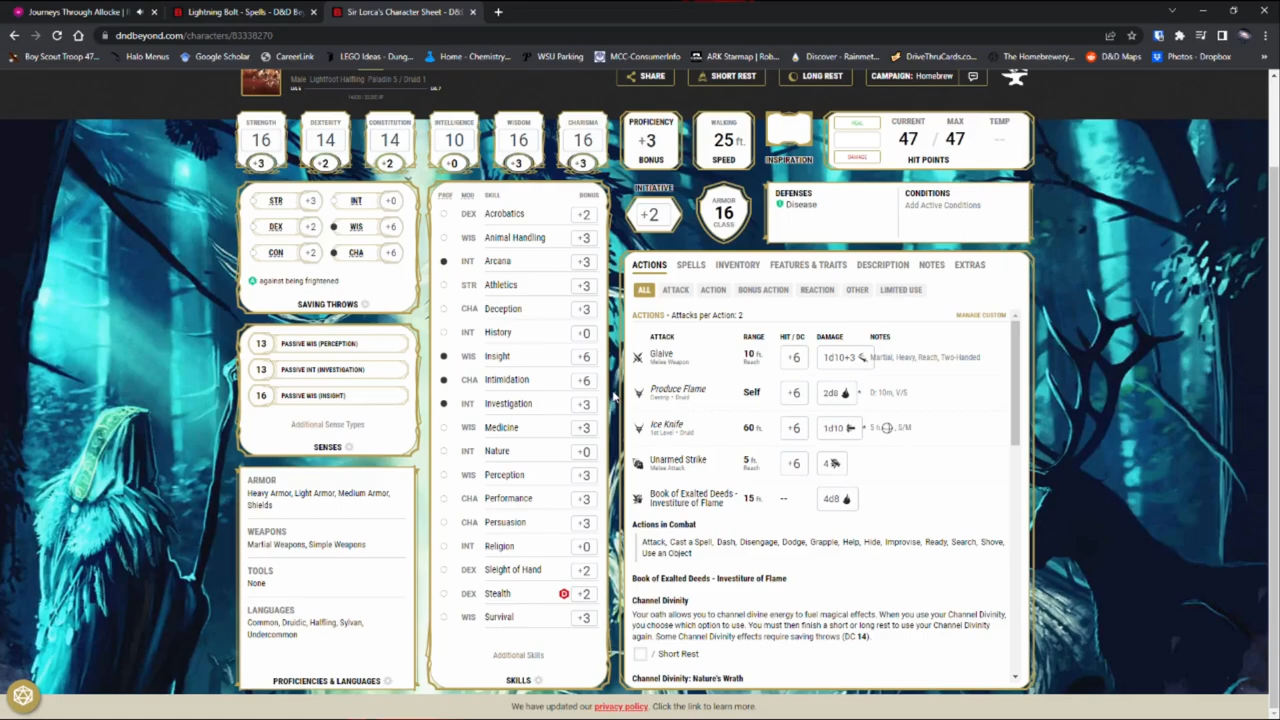 Journeys Through Allocke
Lightning Bolt - Spells - D&D Be
Sir Lorca's Character Sheet - D&D
dndbeyond.com/characters/83338270
Boy Scout Troop 47...
Halo Menus
Google Scholar
CareerLink
LEGO Ideas - Dung...
Home - Chemistry...
WSU Parking
MCC-ComnerInfo
ARK Starmap | Rob...
Discover - Rainmet...
DriveThruCards.co...
The Homebrewery...
D&D Maps
Photos - Dropbox
»
Male Lightfoot Halfling Paladin 5 / Druid 1
LVL 6
LVL 7
SHARE
SHORT REST
LONG REST
CAMPAIGN: Homebrew
STRENGTH
16
+3
DEXTERITY
14
+2
CONSTITUTION
14
+2
INTELLIGENCE
10
+0
WISDOM
16
+3
CHARISMA
16
+3
PROFICIENCY
+3
BONUS
WALKING
25 ft.
SPEED
INSPIRATION
HEAL
DAMAGE
CURRENT
47
/
MAX
47
TEMP
--
HIT POINTS
STR +3
INT +0
DEX +2
WIS +6
CON +2
CHA +6
against being frightened
SAVING THROWS
13 PASSIVE WIS (PERCEPTION)
13 PASSIVE INT (INVESTIGATION)
16 PASSIVE WIS (INSIGHT)
Additional Sense Types
SENSES
ARMOR
Heavy Armor, Light Armor, Medium Armor,
Shields
WEAPONS
Martial Weapons, Simple Weapons
TOOLS
None
LANGUAGES
Common, Druidic, Halfling, Sylvan,
Undercommon
PROFICIENCIES & LANGUAGES
PROF MOD SKILL BONUS
DEX Acrobatics +2
WIS Animal Handling +3
INT Arcana +3
STR Athletics +3
CHA Deception +3
INT History +0
WIS Insight +6
CHA Intimidation +6
INT Investigation +3
WIS Medicine +3
INT Nature +0
WIS Perception +3
CHA Performance +3
CHA Persuasion +3
INT Religion +0
DEX Sleight of Hand +2
DEX Stealth D +2
WIS Survival +3
Additional Skills
SKILLS
INITIATIVE
+2
ARMOR
16
CLASS
DEFENSES
Disease
CONDITIONS
Add Active Conditions
ACTIONS SPELLS INVENTORY FEATURES & TRAITS DESCRIPTION NOTES EXTRAS
ALL ATTACK ACTION BONUS ACTION REACTION OTHER LIMITED USE
ACTIONS • Attacks per Action: 2
MANAGE CUSTOM
ATTACK RANGE HIT / DC DAMAGE NOTES
Glaive 10 ft. +6 1d10+3 Martial, Heavy, Reach, Two-Handed
Melee Weapon Reach
Produce Flame Self +6 2d8 * D: 10m, V/S
Cantrip • Druid
Ice Knife 60 ft. +6 1d10 * 5 ft. , S/M
1st Level • Druid
Unarmed Strike 5 ft. +6 4
Melee Attack Reach
Book of Exalted Deeds - 15 ft. -- 4d8
Investiture of Flame
Actions in Combat
Attack, Cast a Spell, Dash, Disengage, Dodge, Grapple, Help, Hide, Improvise, Ready, Search, Shove,
Use an Object
Book of Exalted Deeds - Investiture of Flame
Channel Divinity
Your oath allows you to channel divine energy to fuel magical effects. When you use your Channel Divinity,
you choose which option to use. You must then finish a short or long rest to use your Channel Divinity
again. Some Channel Divinity effects require saving throws (DC 14).
/ Short Rest
Channel Divinity: Nature's Wrath
We have updated our privacy policy. Click the link to learn more.